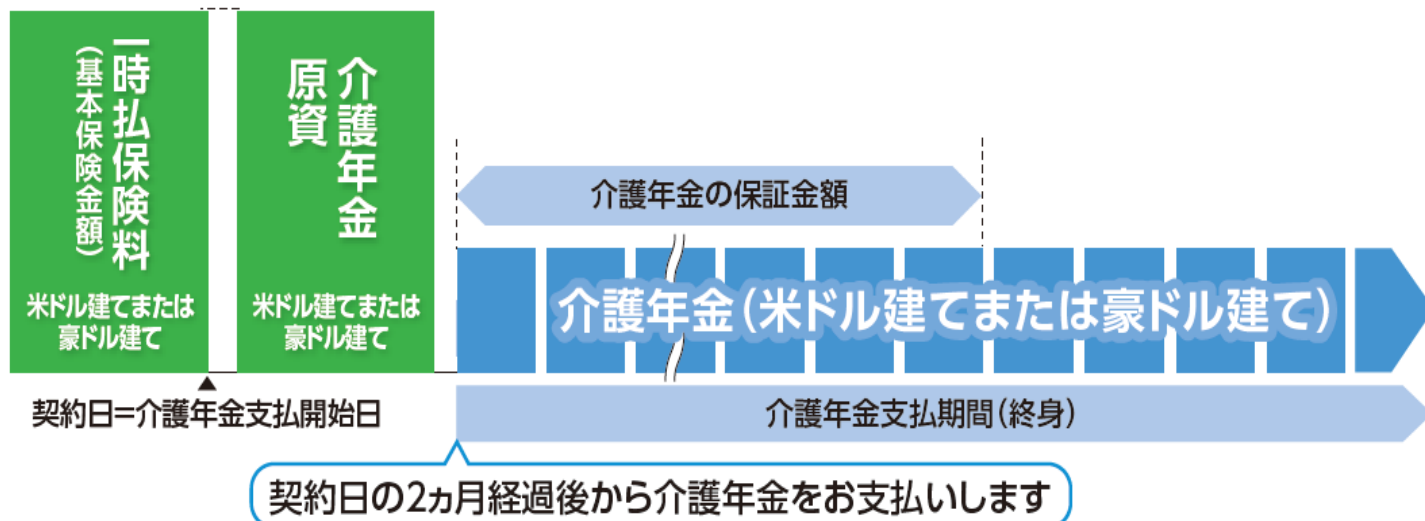 一時払保険料
(基本保険金額)
米ドル建てまたは
豪ドル建て
介護年金
原資
米ドル建てまたは
豪ドル建て
介護年金の保証金額
介護年金(米ドル建てまたは豪ドル建て)
契約日=介護年金支払開始日
介護年金支払期間(終身)
契約日の2ヵ月経過後から介護年金をお支払いします